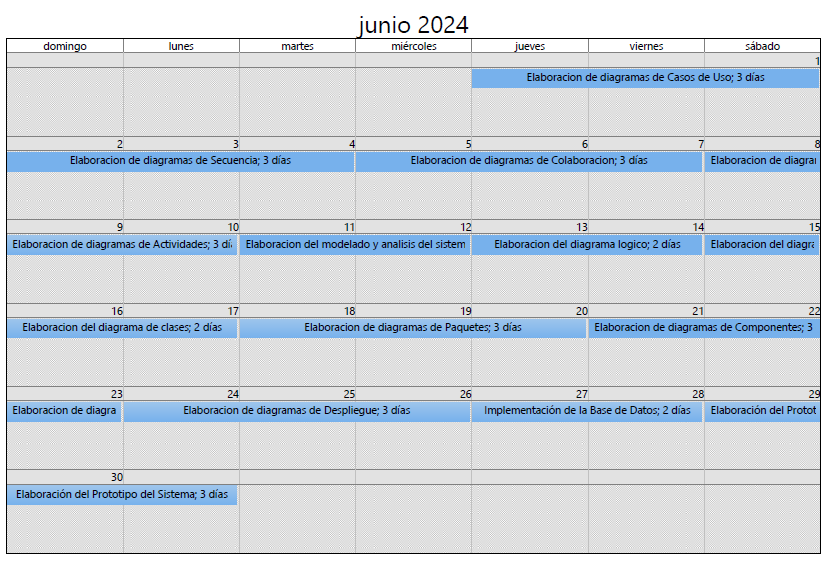 junio 2024
domingo lunes martes miércoles jueves viernes sábado
1
Elaboracion de diagramas de Casos de Uso; 3 días
2 3 4 5 6 7 8
Elaboracion de diagramas de Secuencia; 3 días Elaboracion de diagramas de Colaboracion; 3 días Elaboracion de diagrar
9 10 11 12 13 14 15
Elaboracion de diagramas de Actividades; 3 dí Elaboracion del modelado y analisis del sistem Elaboracion del diagrama logico; 2 días Elaboracion del diagra
16 17 18 19 20 21 22
Elaboracion del diagrama de clases; 2 días Elaboracion de diagramas de Paquetes; 3 días Elaboracion de diagramas de Componentes; 3
23 24 25 26 27 28 29
Elaboracion de diagra Elaboracion de diagramas de Despliegue; 3 días Implementación de la Base de Datos; 2 días Elaboración del Protot
30
Elaboración del Prototipo del Sistema; 3 días